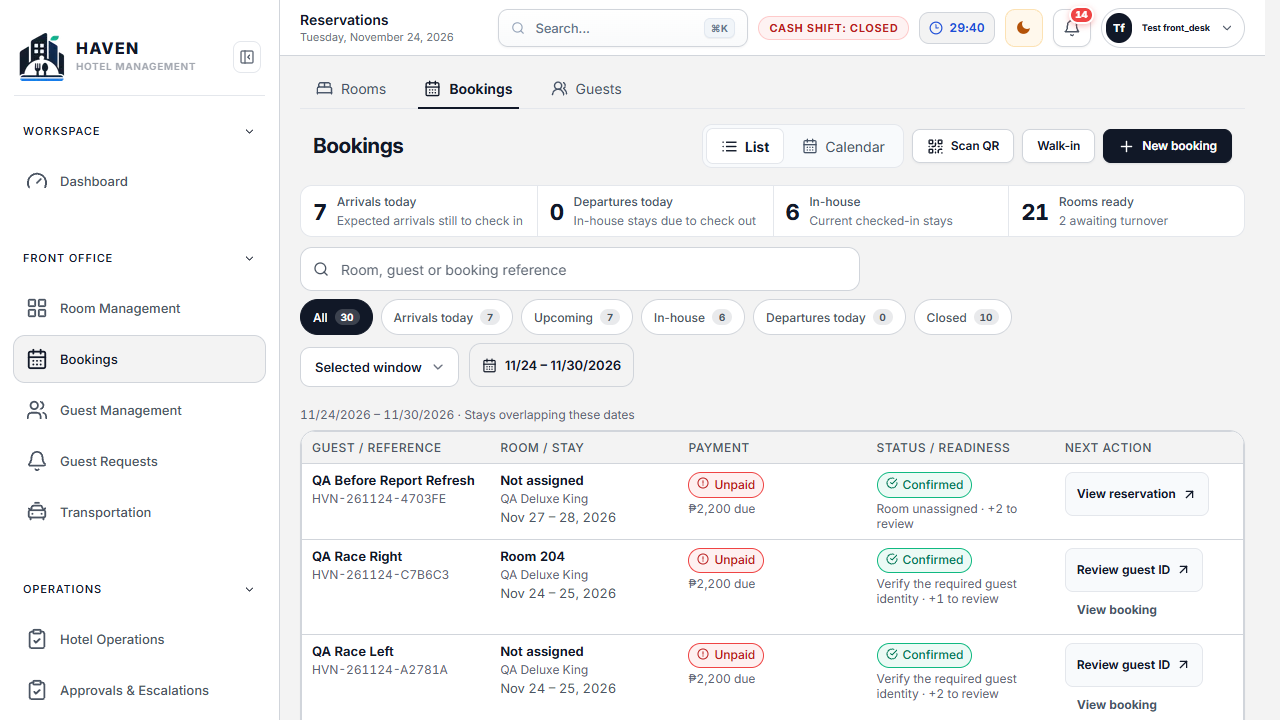 HAVEN
HOTEL MANAGEMENT
WORKSPACE
Dashboard
FRONT OFFICE
Room Management
Bookings
Guest Management
Guest Requests
Transportation
OPERATIONS
Hotel Operations
Approvals & Escalations
Reservations
Tuesday, November 24, 2026
Search...
⌘K
CASH SHIFT: CLOSED
29:40
14
Tf
Test front_desk
Rooms
Bookings
Guests
Bookings
List
Calendar
Scan QR
Walk-in
New booking
7
Arrivals today
Expected arrivals still to check in
0
Departures today
In-house stays due to check out
6
In-house
Current checked-in stays
21
Rooms ready
2 awaiting turnover
Room, guest or booking reference
All 30
Arrivals today 7
Upcoming 7
In-house 6
Departures today 0
Closed 10
Selected window
11/24 – 11/30/2026
11/24/2026 – 11/30/2026 · Stays overlapping these dates
GUEST / REFERENCE
ROOM / STAY
PAYMENT
STATUS / READINESS
NEXT ACTION
QA Before Report Refresh
HVN-261124-4703FE
Not assigned
QA Deluxe King
Nov 27 – 28, 2026
Unpaid
₱2,200 due
Confirmed
Room unassigned · +2 to
review
View reservation
QA Race Right
HVN-261124-C7B6C3
Room 204
QA Deluxe King
Nov 24 – 25, 2026
Unpaid
₱2,200 due
Confirmed
Verify the required guest
identity · +1 to review
Review guest ID
View booking
QA Race Left
HVN-261124-A2781A
Not assigned
QA Deluxe King
Nov 24 – 25, 2026
Unpaid
₱2,200 due
Confirmed
Verify the required guest
identity · +2 to review
Review guest ID
View booking